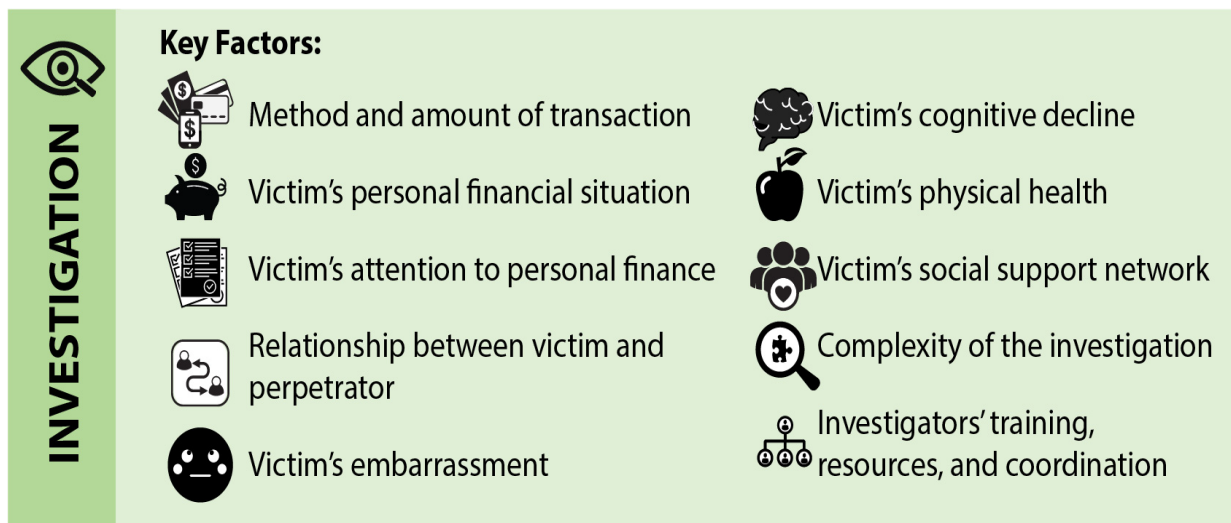 INVESTIGATION
Key Factors:
Method and amount of transaction
Victim’s personal financial situation
Victim’s attention to personal finance
Relationship between victim and
perpetrator
Victim’s embarrassment
Victim’s cognitive decline
Victim’s physical health
Victim’s social support network
Complexity of the investigation
Investigators’ training,
resources, and coordination